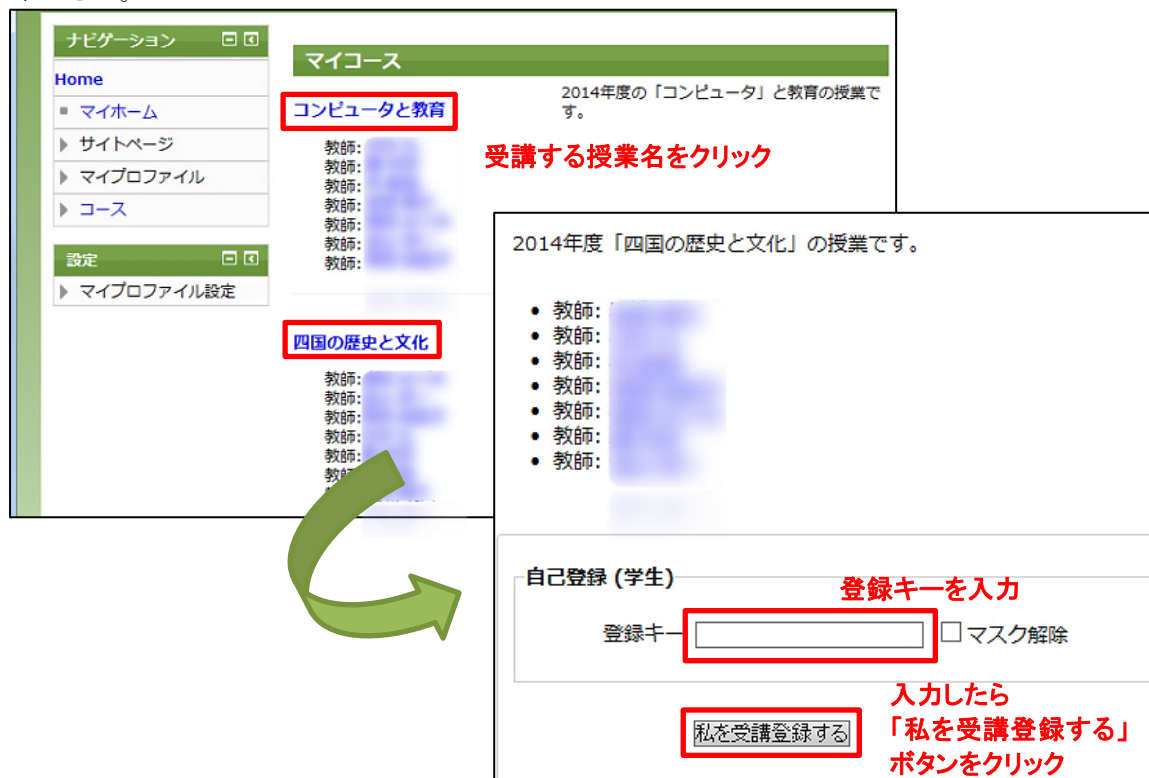 ナビゲーション
Home
マイホーム
サイトページ
マイプロファイル
コース
設定
マイプロファイル設定
マイコース
コンピュータと教育
2014年度の「コンピュータ」と教育の授業で
す。
教師:
教師:
教師:
教師:
教師:
教師:
教師:
受講する授業名をクリック
四国の歴史と文化
教師:
教師:
教師:
教師:
教師:
教師:
2014年度「四国の歴史と文化」の授業です。
• 教師:
• 教師:
• 教師:
• 教師:
• 教師:
• 教師:
• 教師:
自己登録 (学生)
登録キーを入力
登録キー
マスク解除
私を受講登録する
入力したら
「私を受講登録する」
ボタンをクリック